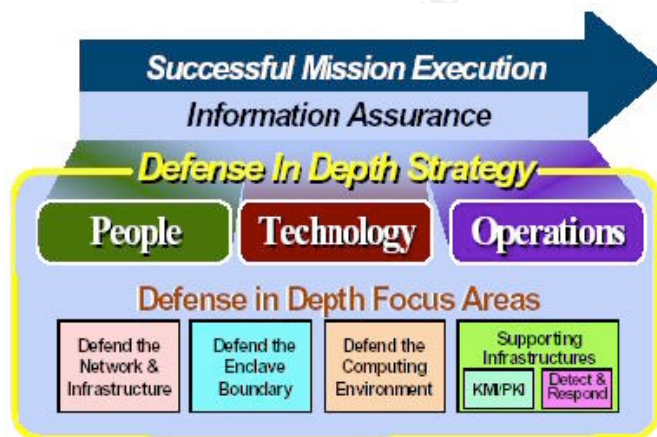 Successful Mission Execution
Information Assurance
Defense In Depth Strategy
People
Technology
Operations
Defense in Depth Focus Areas
Defend the
Network &
Infrastructure
Defend the
Enclave
Boundary
Defend the
Computing
Environment
Supporting
Infrastructures
KMI/PKI
Detect &
Respond